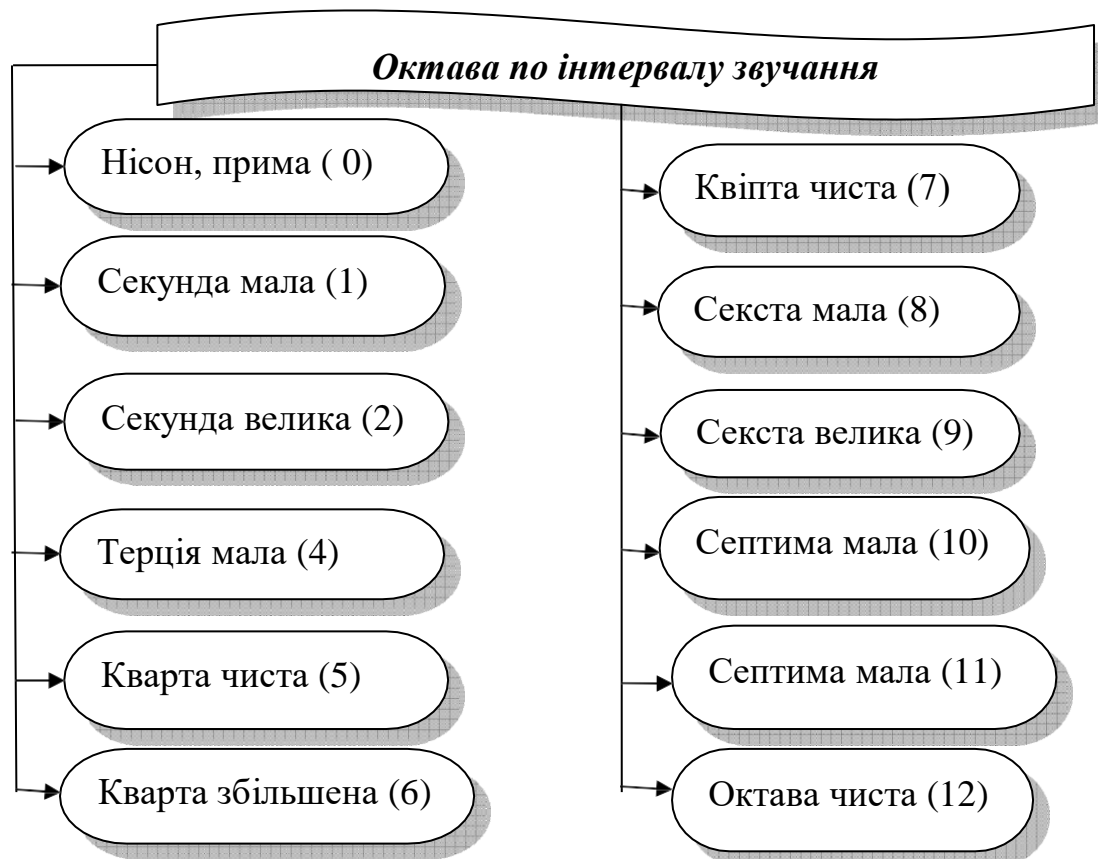 Октава по інтервалу звучання
Нісон, прима ( 0)
Секунда мала (1)
Секунда велика (2)
Терція мала (4)
Кварта чиста (5)
Кварта збільшена (6)
Квіпта чиста (7)
Секста мала (8)
Секста велика (9)
Септима мала (10)
Септима мала (11)
Октава чиста (12)